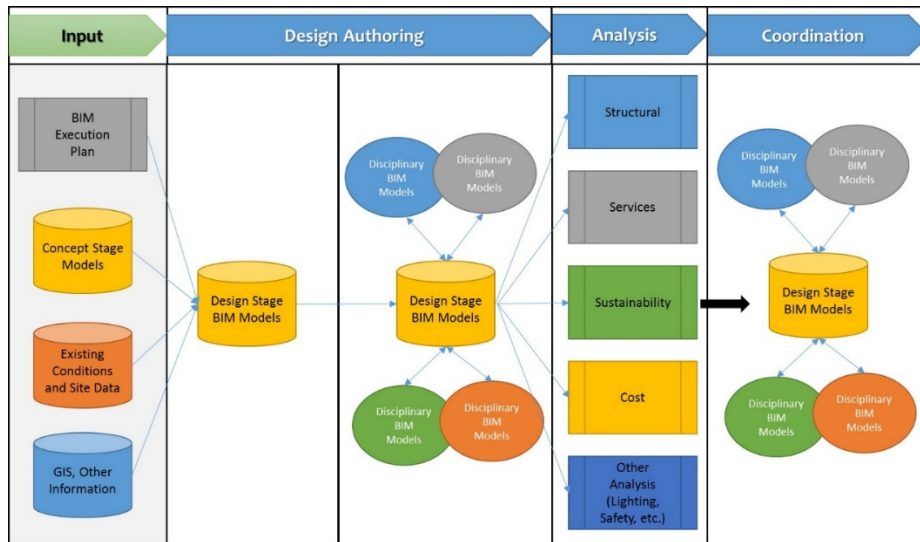 Input
Design Authoring
Analysis
Coordination
BIM
Execution
Plan
Concept Stage
Models
Existing
Conditions
and Site Data
GIS, Other
Information
Design Stage
BIM Models
Disciplinary
BIM
Models
Disciplinary
BIM
Models
Design Stage
BIM Models
Disciplinary
BIM
Models
Disciplinary
BIM
Models
Structural
Services
Sustainability
Cost
Other
Analysis
(Lighting,
Safety, etc.)
Disciplinary
BIM
Models
Disciplinary
BIM
Models
Design Stage
BIM Models
Disciplinary
BIM
Models
Disciplinary
BIM
Models